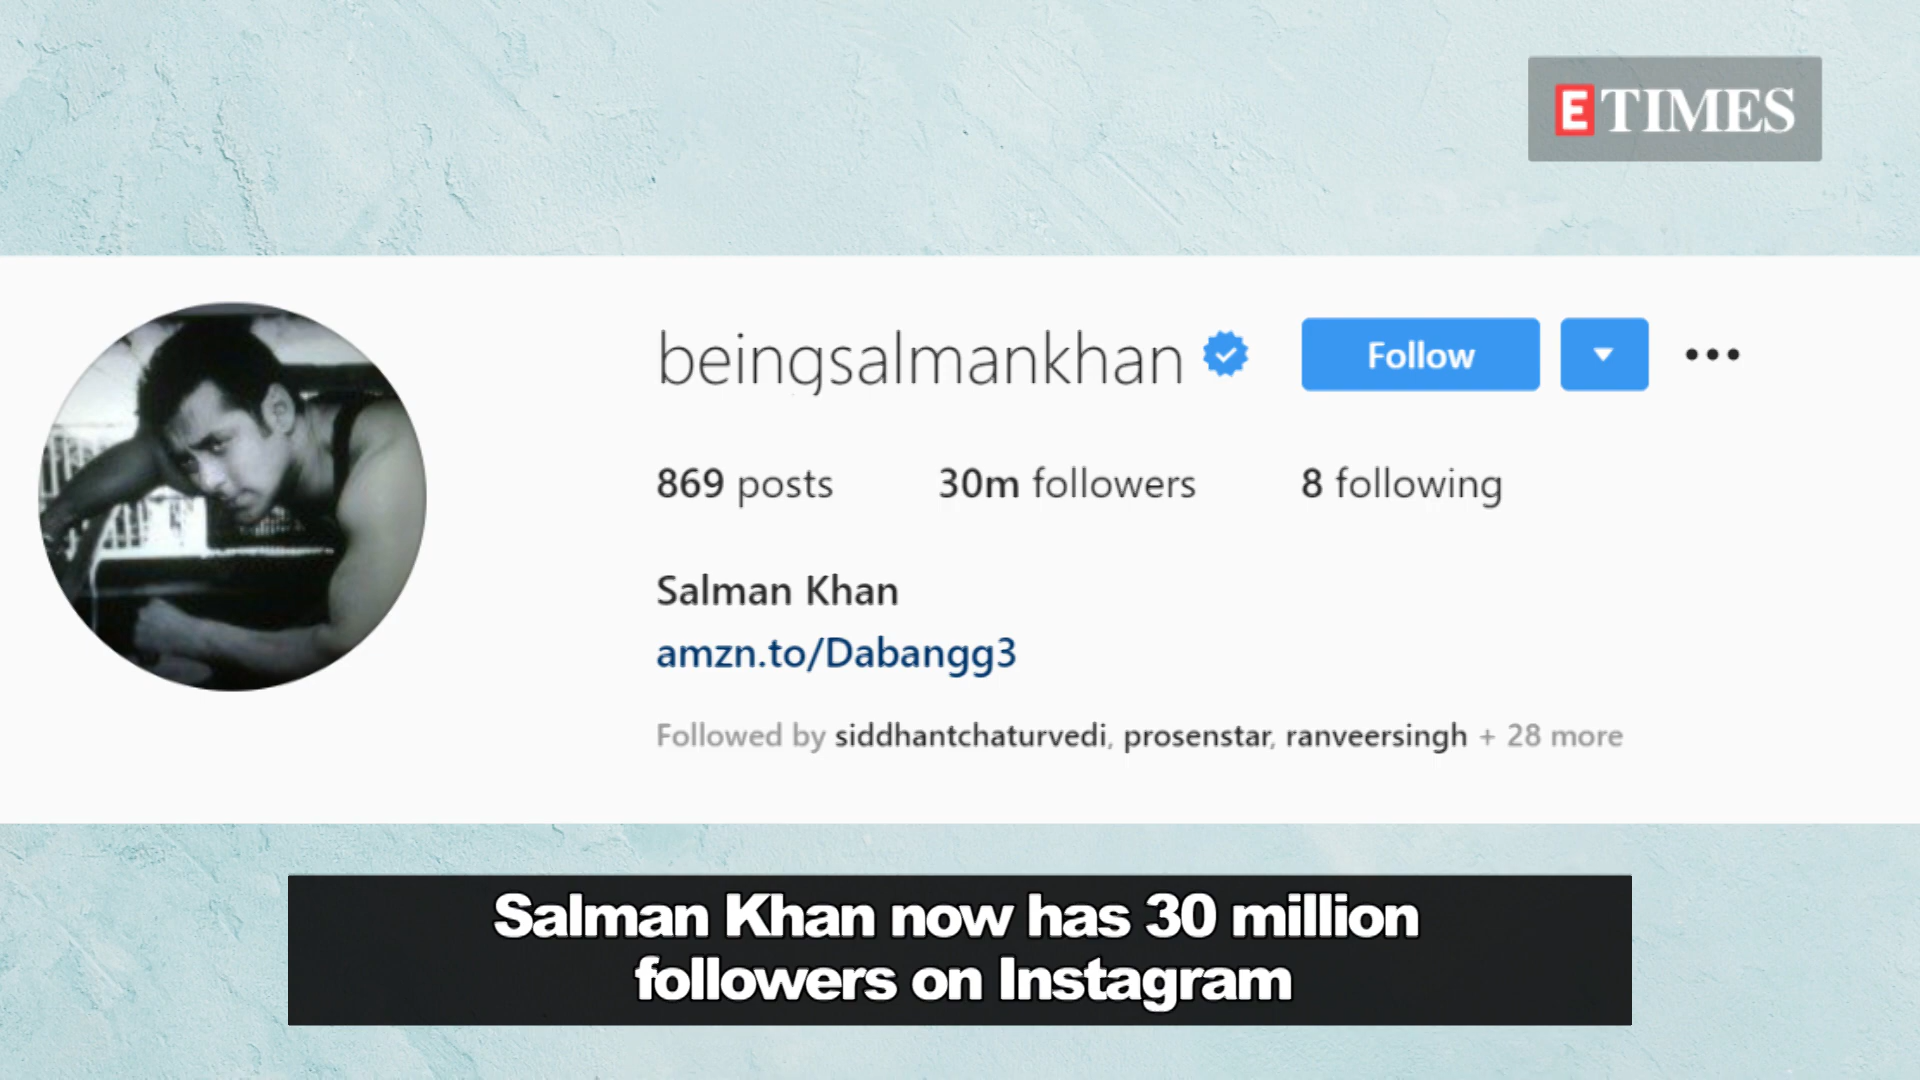 E TIMES
beingsalmankhan
Follow
869 posts 30m followers 8 following
Salman Khan
amzn.to/Dabangg3
Followed by siddhantchaturvedi, prosenstar, ranveersingh + 28 more
Salman Khan now has 30 million
followers on Instagram